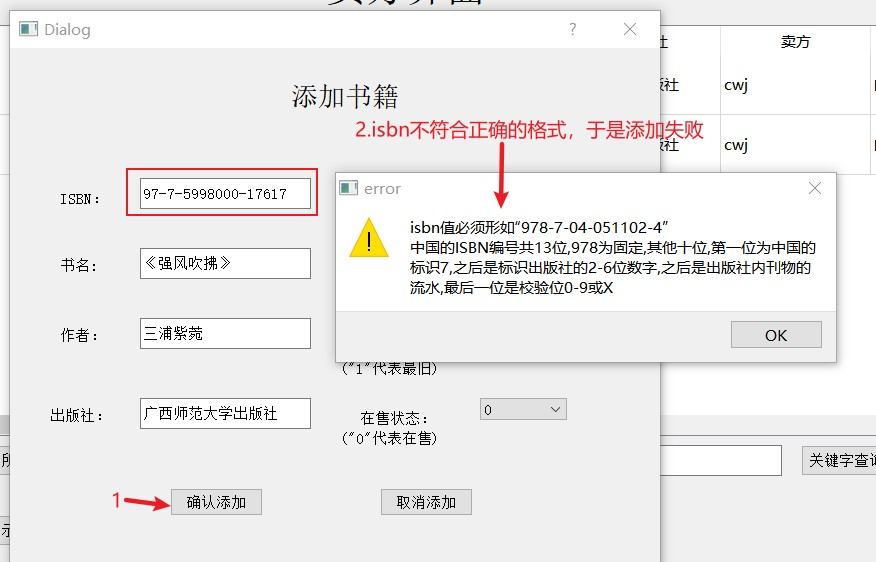 Dialog
卖方
添加书籍
2.isbn不符合正确的格式，于是添加失败
cwj
cwj
ISBN：
97-7-5998000-17617
error
isbn值必须形如“978-7-04-051102-4”
中国的ISBN编号共13位,978为固定,其他十位,第一位为中国的
标识7,之后是标识出版社的2-6位数字,之后是出版社内刊物的
流水,最后一位是校验位0-9或X
OK
书名：
《强风吹拂》
作者：
三浦紫苑
("1"代表最旧)
出版社：
广西师范大学出版社
在售状态：
0
("0"代表在售)
关键字查询
1
确认添加
取消添加